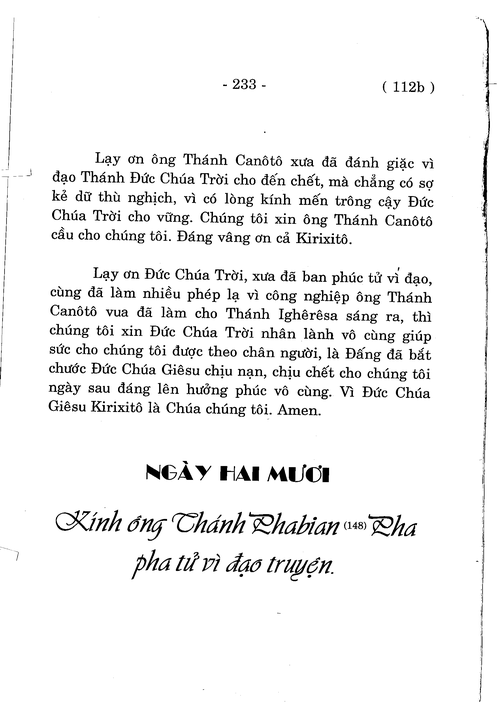 - 233 -
( 112b )
Lạy ơn ông Thánh Canôtô xưa đã đánh giặc vì
đạo Thánh Đức Chúa Trời cho đến chết, mà chẳng có sợ
kẻ dữ thù nghịch, vì có lòng kính mến trông cậy Đức
Chúa Trời cho vững. Chúng tôi xin ông Thánh Canôtô
cầu cho chúng tôi. Đáng vâng ơn cả Kirixitô.
Lạy ơn Đức Chúa Trời, xưa đã ban phúc tử vì đạo,
cùng đã làm nhiều phép lạ vì công nghiệp ông Thánh
Canôtô vua đã làm cho Thánh Ighêrêsa sáng ra, thì
chúng tôi xin Đức Chúa Trời nhân lành vô cùng giúp
sức cho chúng tôi được theo chân người, là Đấng đã bắt
chước Đức Chúa Giêsu chịu nạn, chịu chết cho chúng tôi
ngày sau đáng lên hưởng phúc vô cùng. Vì Đức Chúa
Giêsu Kirixitô là Chúa chúng tôi. Amen.
NGÀY HAI MƯƠI
Kính ông Thánh Phabian (148) Pha
pha tử vì đạo truyện.